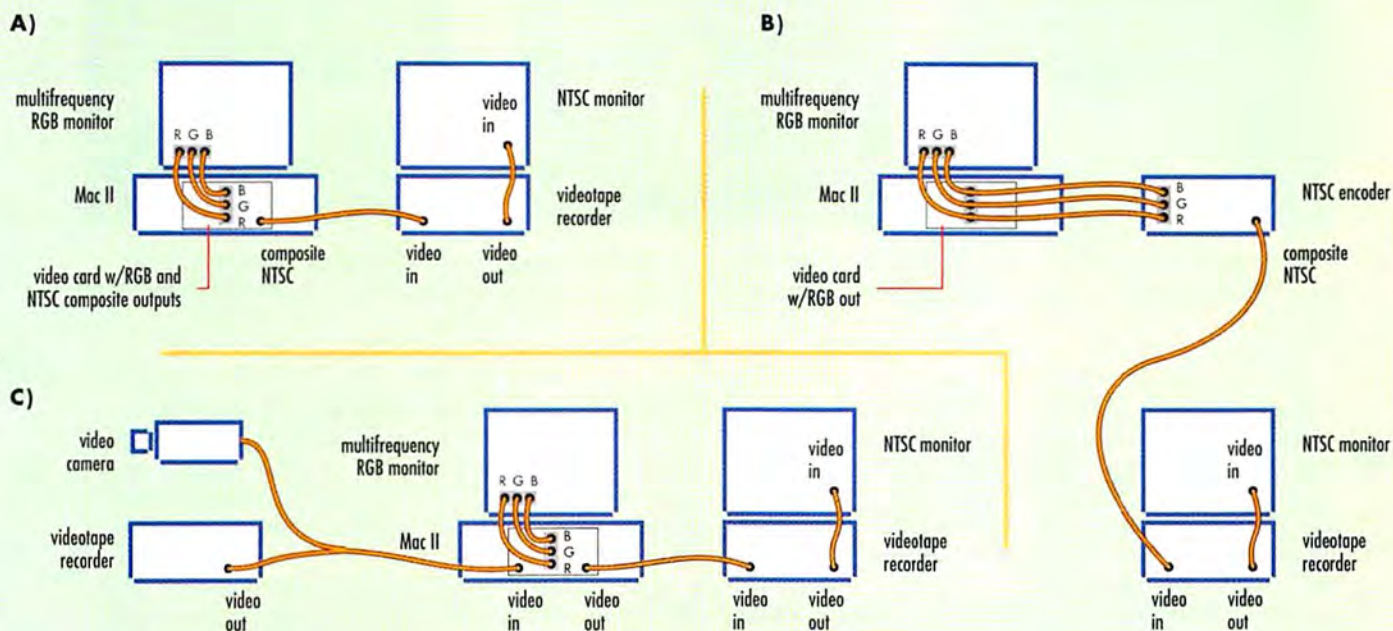 A)
multifrequency
RGB monitor
R G B
video
in
NTSC monitor
Mac II
B
G
R
videotape
recorder
composite
NTSC
video
in
video
out
video card w/RGB and
NTSC composite outputs
B)
multifrequency
RGB monitor
R G B
Mac II
B
G
R
NTSC encoder
composite
NTSC
video card
w/RGB out
video
in
NTSC monitor
videotape
recorder
video
in
video
out
C)
video
camera
videotape
recorder
video
out
multifrequency
RGB monitor
R G B
Mac II
B
G
R
video
in
video
out
video
in
NTSC monitor
videotape
recorder
video
in
video
out